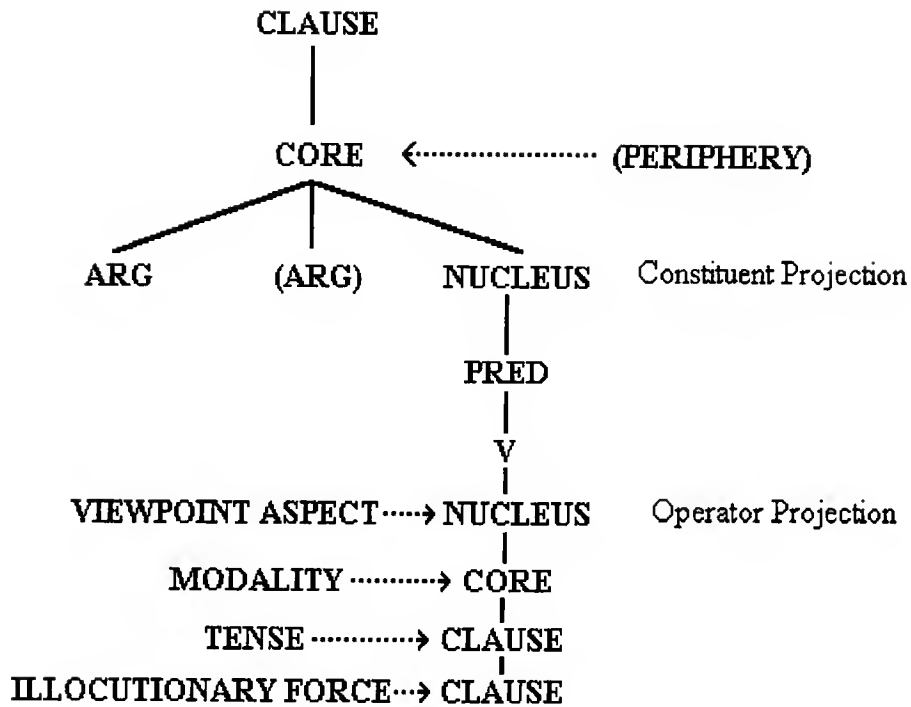 CLAUSE
CORE (PERIPHERY)
ARG (ARG) NUCLEUS Constituent Projection
PRED
V
VIEWPOINT ASPECT NUCLEUS Operator Projection
MODALITY CORE
TENSE CLAUSE
ILLOCUTIONARY FORCE CLAUSE